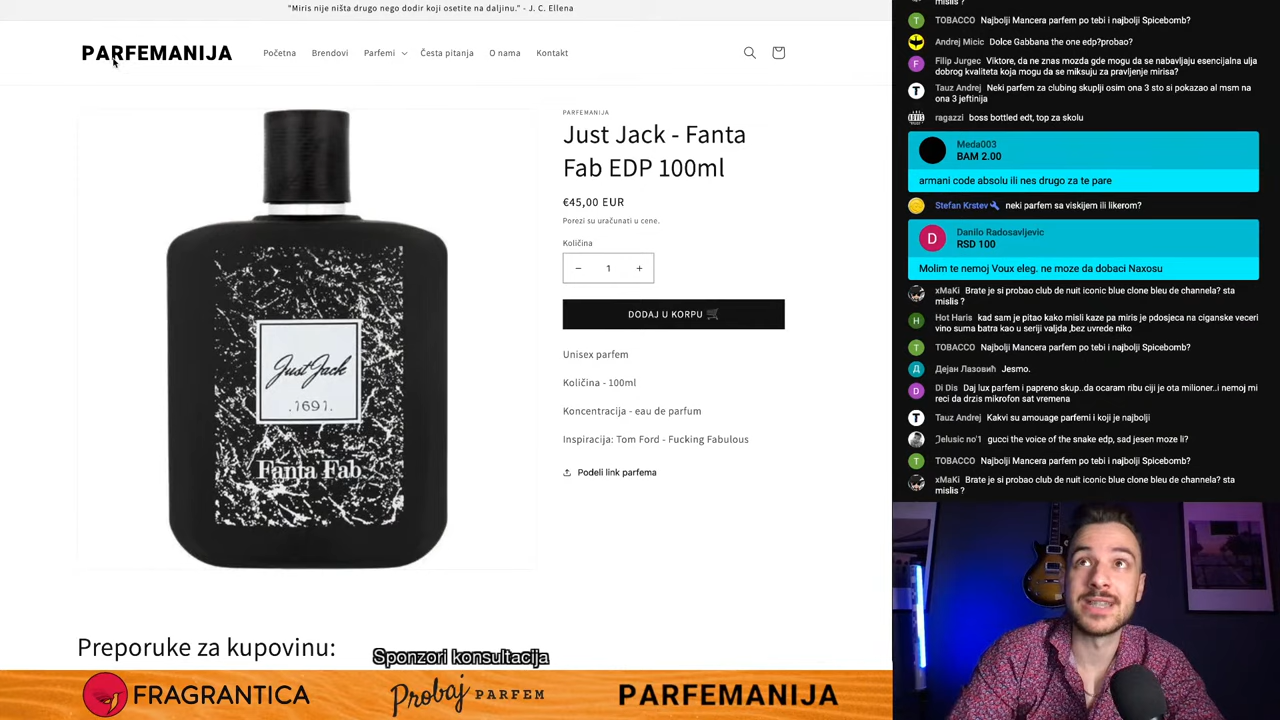 "Miris nije ništa drugo nego dodir koji osetite na daljinu." - J. C. Ellena
PARFEMANIJA
Početna
Brendovi
Parfemi
Česta pitanja
O nama
Kontakt
PARFEMANIJA
Just Jack - Fanta
Fab EDP 100ml
€45,00 EUR
Porezi su uračunati u cene.
Količina
− 1 +
DODAJ U KORPU
Unisex parfem
Količina - 100ml
Koncentracija - eau de parfum
Inspiracija: Tom Ford - Fucking Fabulous
Podeli link parfema
Just Jack
.1691.
Fanta Fab
Preporuke za kupovinu:
Sponzori konsultacija
FRAGRANTICA
Probaj PARFEM
PARFEMANIJA
mislis ?
TOBACCO Najbolji Mancera parfem po tebi i najbolji Spicebomb?
Andrej Micic Dolce Gabbana the one edp?probao?
Filip Jurgec Viktore, da ne znas mozda gde mogu da se nabavljaju esencijalna ulja
dobrog kvaliteta koja mogu da se miksuju za pravljenje mirisa?
Tauz Andrej Neki parfem za clubing skuplji osim ona 3 sto si pokazao al msm na
ona 3 jeftinija
ragazzi boss bottled edt, top za skolu
Meda003
BAM 2.00
armani code absolu ili nes drugo za te pare
Stefan Krstev neki parfem sa viskijem ili likerom?
D
Danilo Radosavljevic
RSD 100
Molim te nemoj Voux eleg. ne moze da dobaci Naxosu
xMaKi Brate je si probao club de nuit iconic blue clone bleu de channela? sta
mislis ?
Hot Haris kad sam je pitao kako misli kaze pa miris je pdosjeca na ciganske veceri
vino suma batra kao u seriji valjda ,bez uvrede niko
TOBACCO Najbolji Mancera parfem po tebi i najbolji Spicebomb?
Дејан Лазовић Jesmo.
Di Dis Daj lux parfem i papreno skup..da ocaram ribu ciji je ota milioner..i nemoj mi
reci da drzis mikrofon sat vremena
Tauz Andrej Kakvi su amouage parfemi i koji je najbolji
Jelusic no'1 gucci the voice of the snake edp, sad jesen moze li?
TOBACCO Najbolji Mancera parfem po tebi i najbolji Spicebomb?
xMaKi Brate je si probao club de nuit iconic blue clone bleu de channela? sta
mislis ?